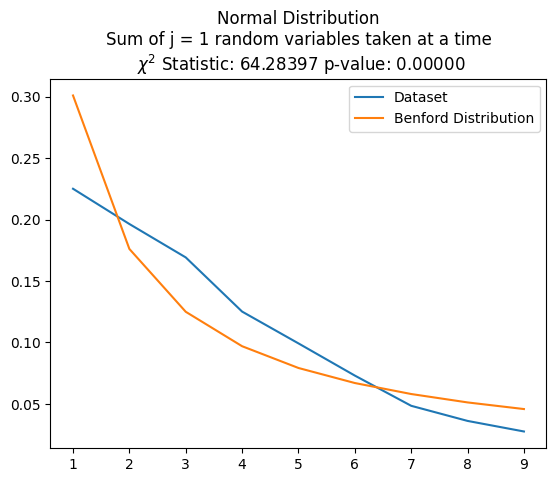 Normal Distribution
Sum of j = 1 random variables taken at a time
χ² Statistic: 64.28397 p-value: 0.00000
Dataset
Benford Distribution
0.30
0.25
0.20
0.15
0.10
0.05
1 2 3 4 5 6 7 8 9